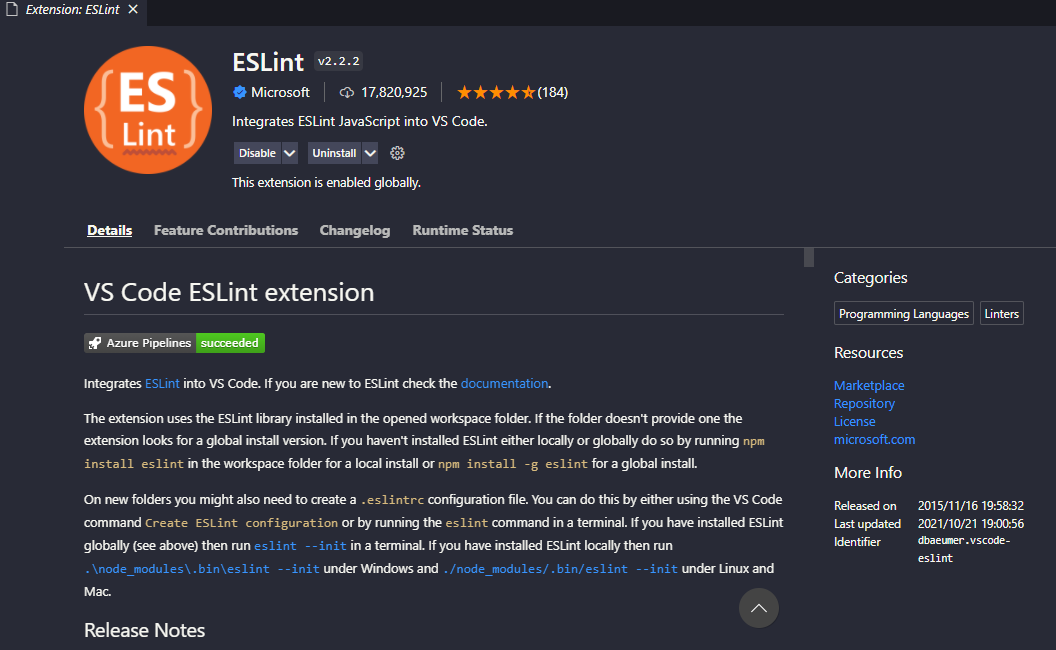 Extension: ESLint
ES
Lint
ESLint v2.2.2
Microsoft 17,820,925 (184)
Integrates ESLint JavaScript into VS Code.
Disable Uninstall
This extension is enabled globally.
Details Feature Contributions Changelog Runtime Status
VS Code ESLint extension
Azure Pipelines succeeded
Integrates ESLint into VS Code. If you are new to ESLint check the documentation.
The extension uses the ESLint library installed in the opened workspace folder. If the folder doesn't provide one the
extension looks for a global install version. If you haven't installed ESLint either locally or globally do so by running npm
install eslint in the workspace folder for a local install or npm install -g eslint for a global install.
On new folders you might also need to create a .eslintrc configuration file. You can do this by either using the VS Code
command Create ESLint configuration or by running the eslint command in a terminal. If you have installed ESLint
globally (see above) then run eslint --init in a terminal. If you have installed ESLint locally then run
.\node_modules\.bin\eslint --init under Windows and ./node_modules/.bin/eslint --init under Linux and
Mac.
Release Notes
Categories
Programming Languages Linters
Resources
Marketplace
Repository
License
microsoft.com
More Info
Released on 2015/11/16 19:58:32
Last updated 2021/10/21 19:00:56
Identifier dbaeumer.vscode-
eslint